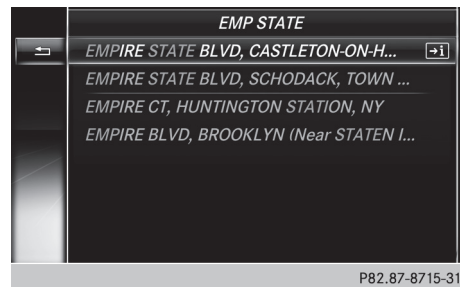 EMP STATE
EMPIRE STATE BLVD, CASTLETON-ON-H...
EMPIRE STATE BLVD, SCHODACK, TOWN ...
EMPIRE CT, HUNTINGTON STATION, NY
EMPIRE BLVD, BROOKLYN (Near STATEN I...
P82.87-8715-31